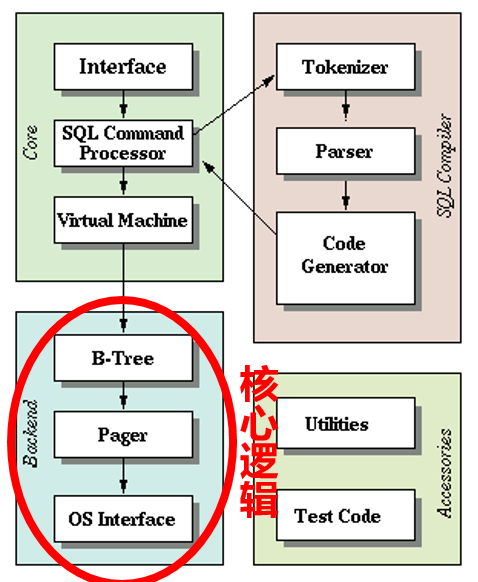 Core
Interface
SQL Command
Processor
Virtual Machine
SQL Compiler
Tokenizer
Parser
Code
Generator
Backend
B-Tree
Pager
OS Interface
核心逻辑
Accessories
Utilities
Test Code